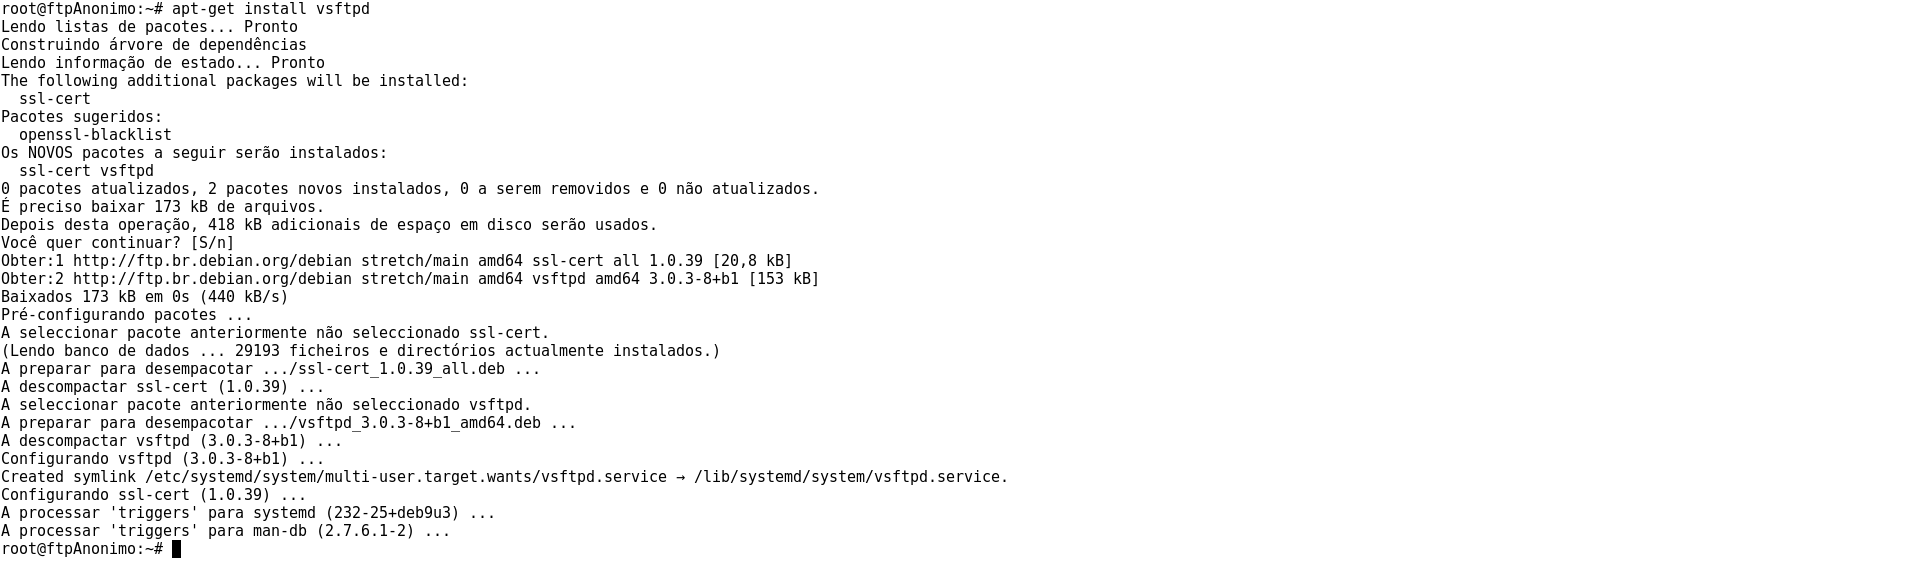 root@ftpAnonimo:~# apt-get install vsftpd
Lendo listas de pacotes... Pronto
Construindo árvore de dependências
Lendo informação de estado... Pronto
The following additional packages will be installed:
  ssl-cert
Pacotes sugeridos:
  openssl-blacklist
Os NOVOS pacotes a seguir serão instalados:
  ssl-cert vsftpd
0 pacotes atualizados, 2 pacotes novos instalados, 0 a serem removidos e 0 não atualizados.
É preciso baixar 173 kB de arquivos.
Depois desta operação, 418 kB adicionais de espaço em disco serão usados.
Você quer continuar? [S/n]
Obter:1 http://ftp.br.debian.org/debian stretch/main amd64 ssl-cert all 1.0.39 [20,8 kB]
Obter:2 http://ftp.br.debian.org/debian stretch/main amd64 vsftpd amd64 3.0.3-8+b1 [153 kB]
Baixados 173 kB em 0s (440 kB/s)
Pré-configurando pacotes ...
A seleccionar pacote anteriormente não seleccionado ssl-cert.
(Lendo banco de dados ... 29193 ficheiros e directórios actualmente instalados.)
A preparar para desempacotar .../ssl-cert_1.0.39_all.deb ...
A descompactar ssl-cert (1.0.39) ...
A seleccionar pacote anteriormente não seleccionado vsftpd.
A preparar para desempacotar .../vsftpd_3.0.3-8+b1_amd64.deb ...
A descompactar vsftpd (3.0.3-8+b1) ...
Configurando vsftpd (3.0.3-8+b1) ...
Created symlink /etc/systemd/system/multi-user.target.wants/vsftpd.service → /lib/systemd/system/vsftpd.service.
Configurando ssl-cert (1.0.39) ...
A processar 'triggers' para systemd (232-25+deb9u3) ...
A processar 'triggers' para man-db (2.7.6.1-2) ...
root@ftpAnonimo:~#